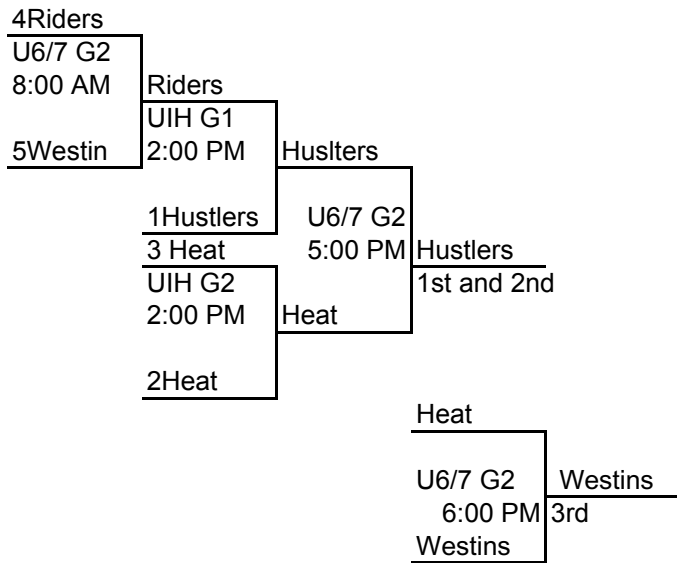 4Riders
U6/7 G2
8:00 AM Riders
UIH G1
5Westin 2:00 PM Huslters
1Hustlers U6/7 G2
3 Heat 5:00 PM Hustlers
UIH G2 1st and 2nd
2:00 PM Heat
2Heat
Heat
U6/7 G2 Westins
6:00 PM 3rd
Westins